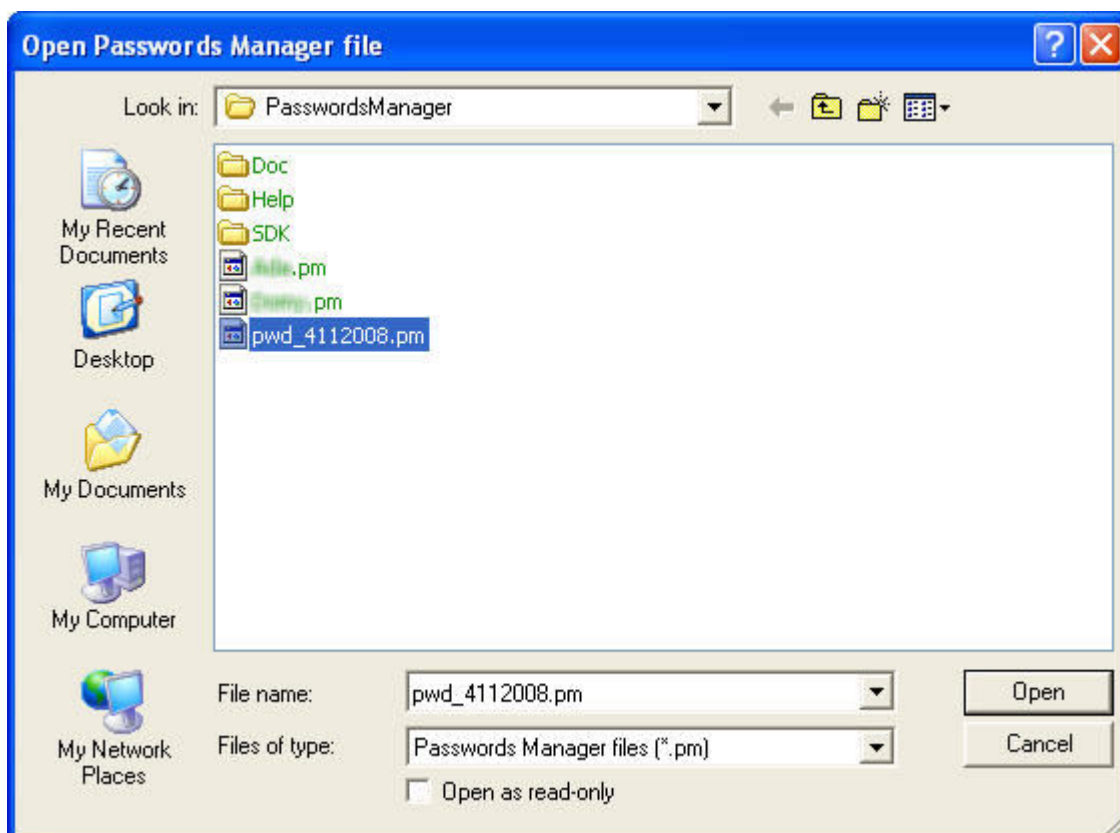 Open Passwords Manager file
Look in: PasswordsManager
My Recent
Documents
Desktop
My Documents
My Computer
My Network
Places
Doc
Help
SDK
.pm
.pm
pwd_4112008.pm
File name: pwd_4112008.pm Open
Files of type: Passwords Manager files (*.pm) Cancel
Open as read-only